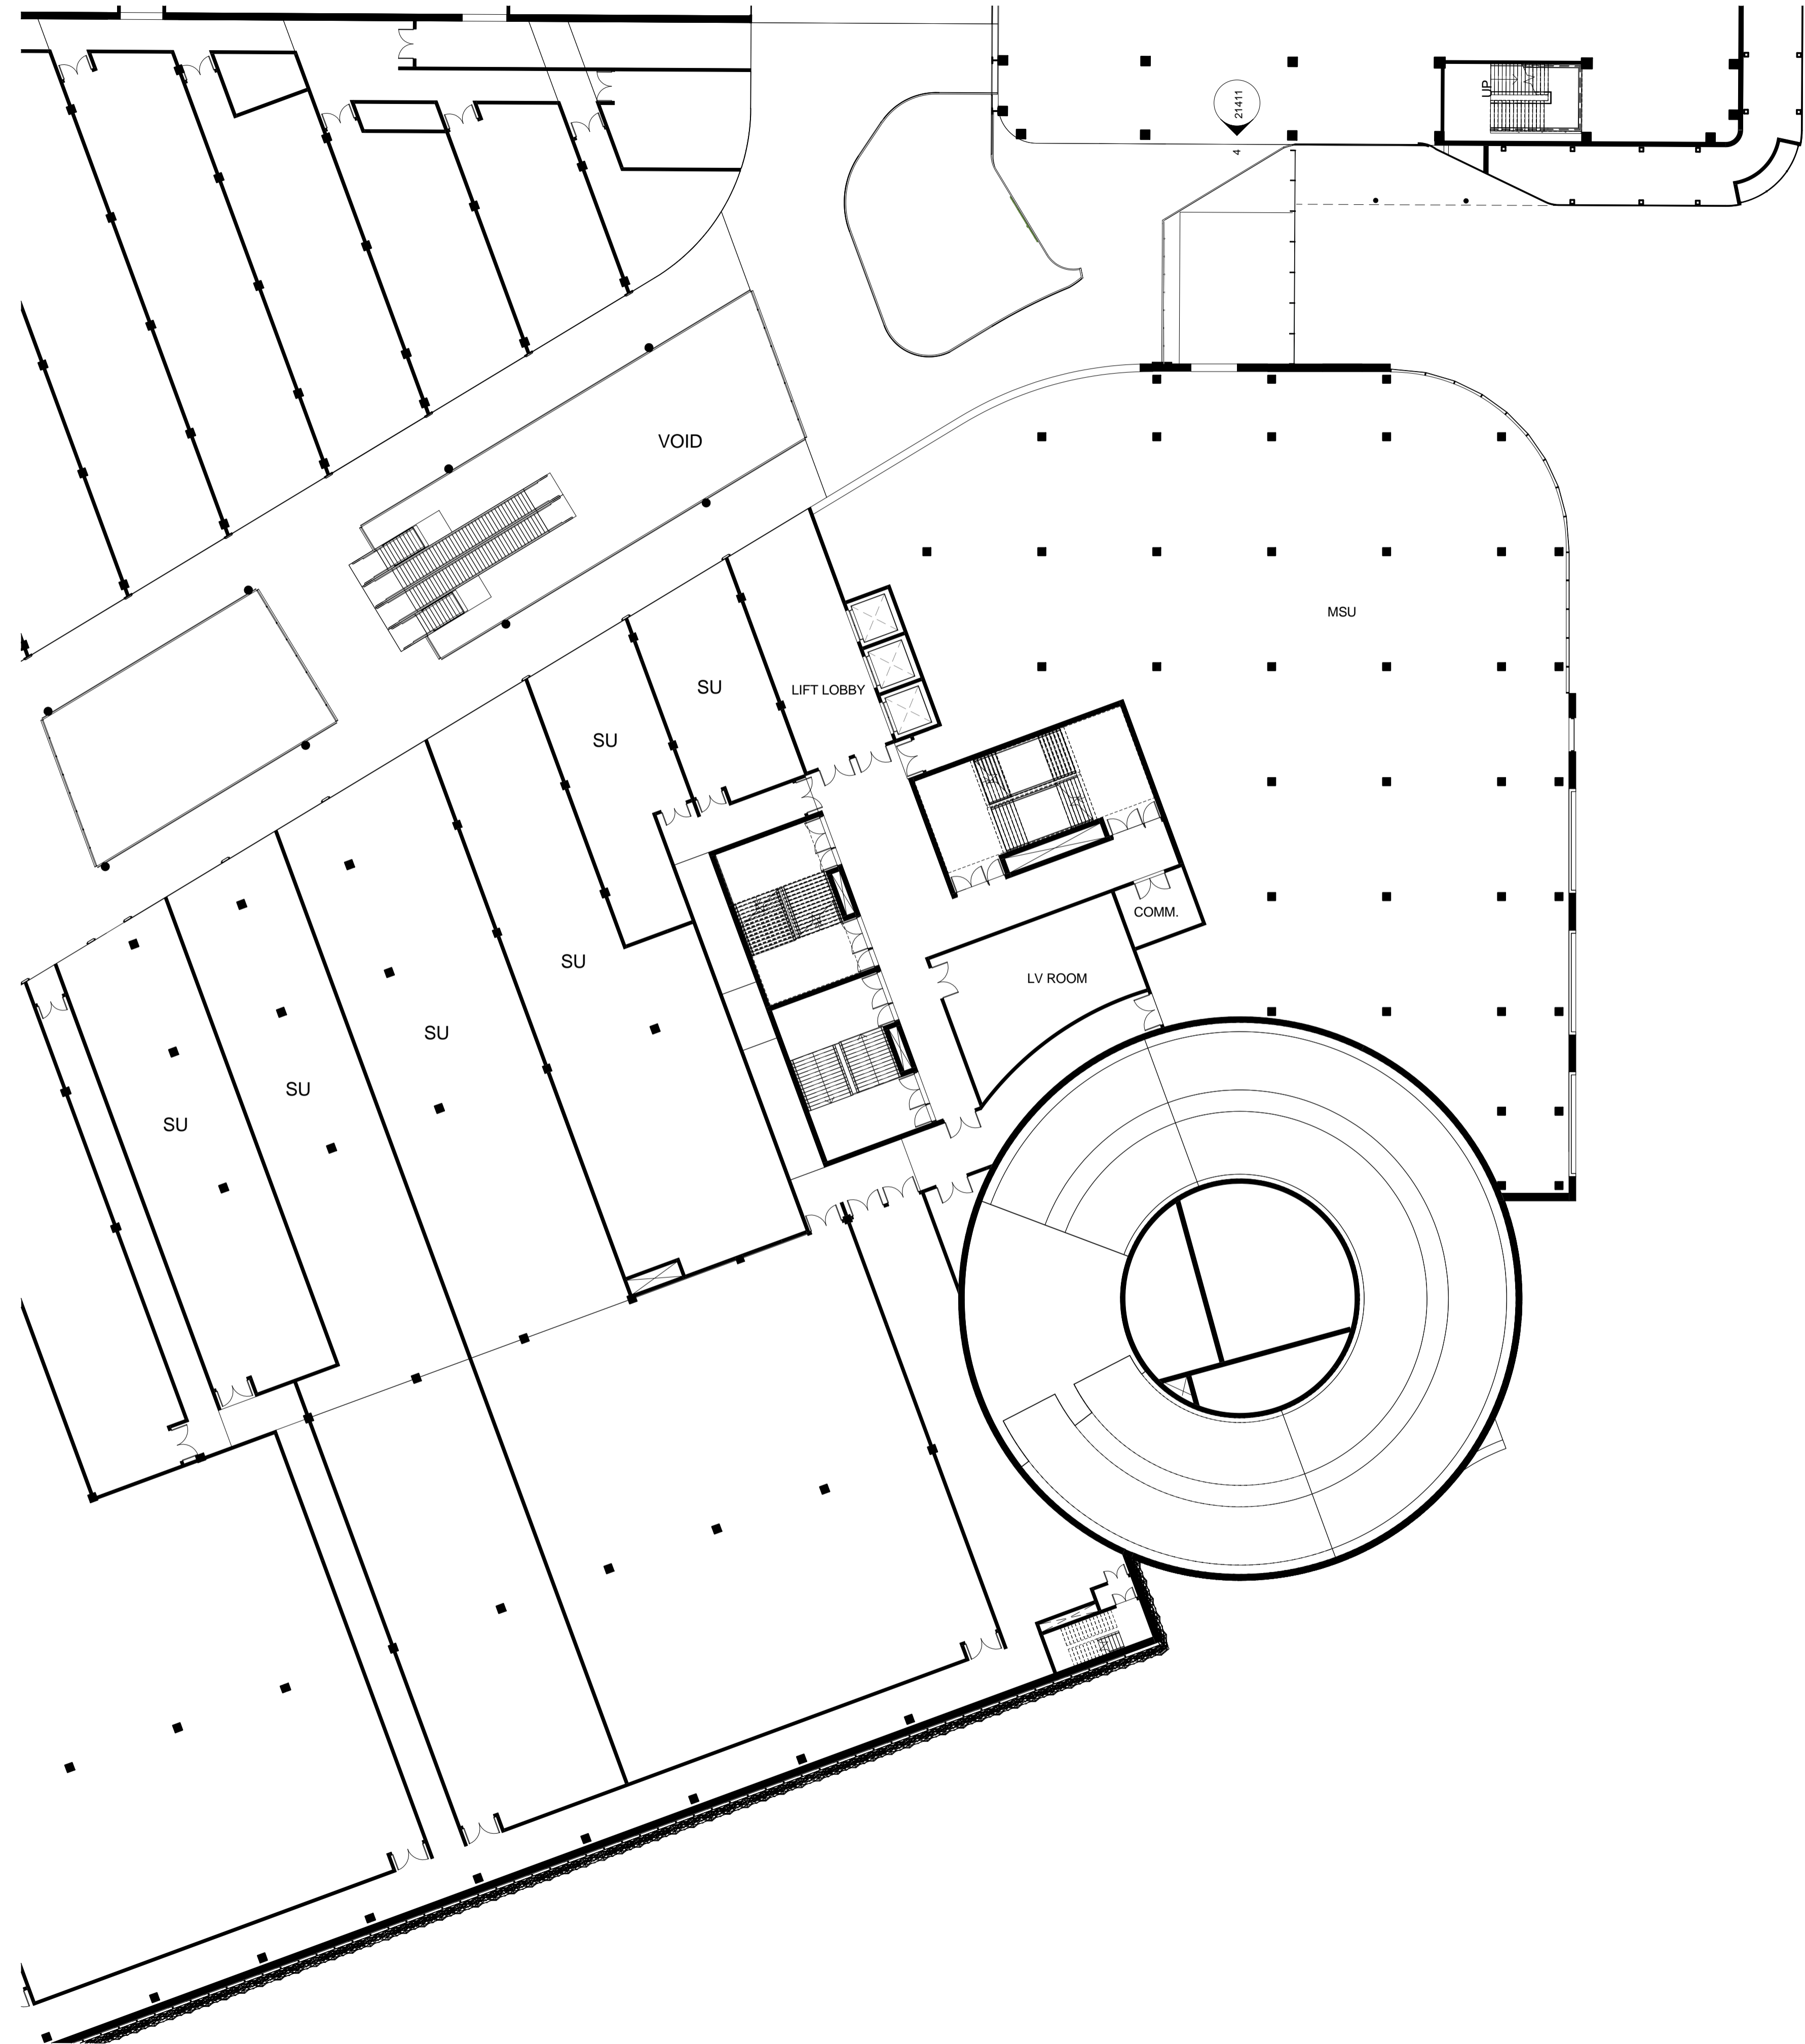 UP
21411
4
VOID
MSU
SU
LIFT LOBBY
SU
COMM.
SU
LV ROOM
SU
SU
SU